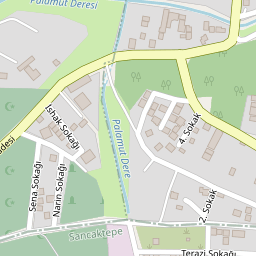 Palamut Deresi
İshak Sokağı
4. Sokak
Palamut Dere
Sena Sokağı
Narin Sokağı
2. Sokak
Sancaktepe
Terazi Sokağı